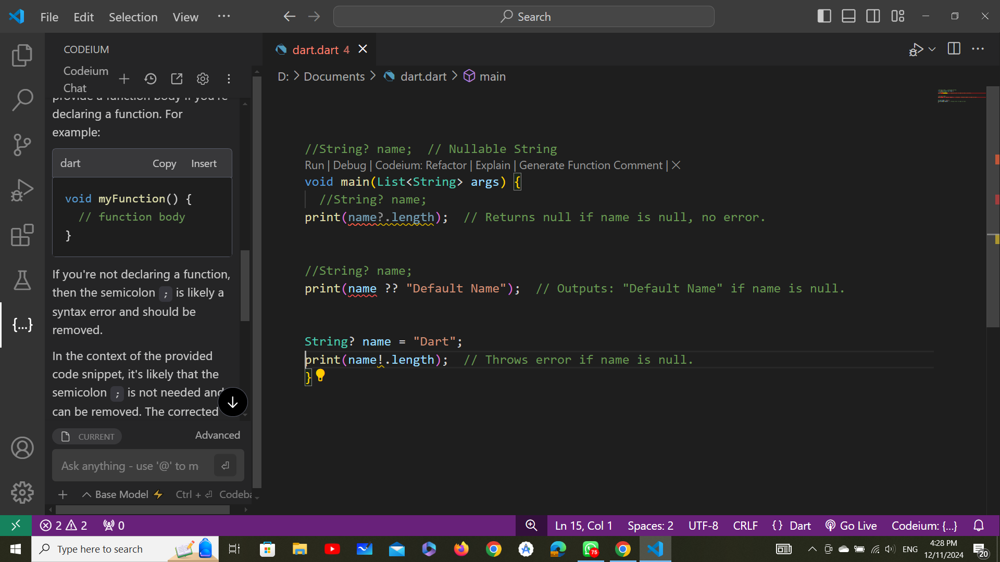 File Edit Selection View ···
Search
CODEIUM
Codeium
Chat
provide a function body if you're
declaring a function. For
example:
dart Copy Insert
void myFunction() {
// function body
}
If you're not declaring a function,
then the semicolon ; is likely a
syntax error and should be
removed.
In the context of the provided
code snippet, it's likely that the
semicolon ; is not needed and
can be removed. The corrected
CURRENT Advanced
Ask anything - use '@' to m
Base Model Ctrl + ⏎ Codeba
dart.dart 4
D: > Documents > dart.dart > main
//String? name;  // Nullable String
Run | Debug | Codeium: Refactor | Explain | Generate Function Comment | ×
void main(List<String> args) {
//String? name;
print(name?.length);  // Returns null if name is null, no error.
//String? name;
print(name ?? "Default Name");  // Outputs: "Default Name" if name is null.
String? name = "Dart";
print(name!.length);  // Throws error if name is null.
}
2 2 0 Ln 15, Col 1 Spaces: 2 UTF-8 CRLF {} Dart Go Live Codeium: {...}
Type here to search 75 ENG 4:28 PM 20
12/11/2024